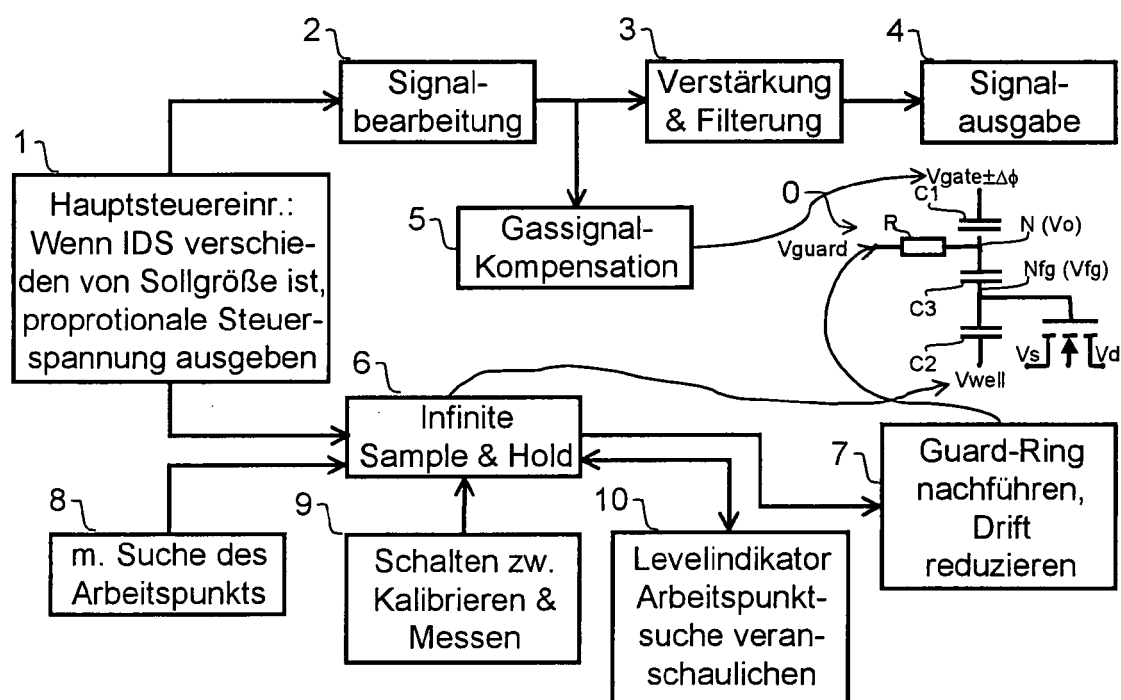 2
Signal-
bearbeitung
3
Verstärkung
& Filterung
4
Signal-
ausgabe
1
Hauptsteuereinr.:
Wenn IDS verschie-
den von Sollgröße ist,
proprotionale Steuer-
spannung ausgeben
5
Gassignal-
Kompensation
0
Vgate±Δϕ
C1
R
N (Vo)
Vguard
Nfg (Vfg)
C3
C2
Vs
Vd
Vwell
6
Infinite
Sample & Hold
7
Guard-Ring
nachführen,
Drift
reduzieren
8
m. Suche des
Arbeitspunkts
9
Schalten zw.
Kalibrieren &
Messen
10
Levelindikator
Arbeitspunkt-
suche veran-
schaulichen